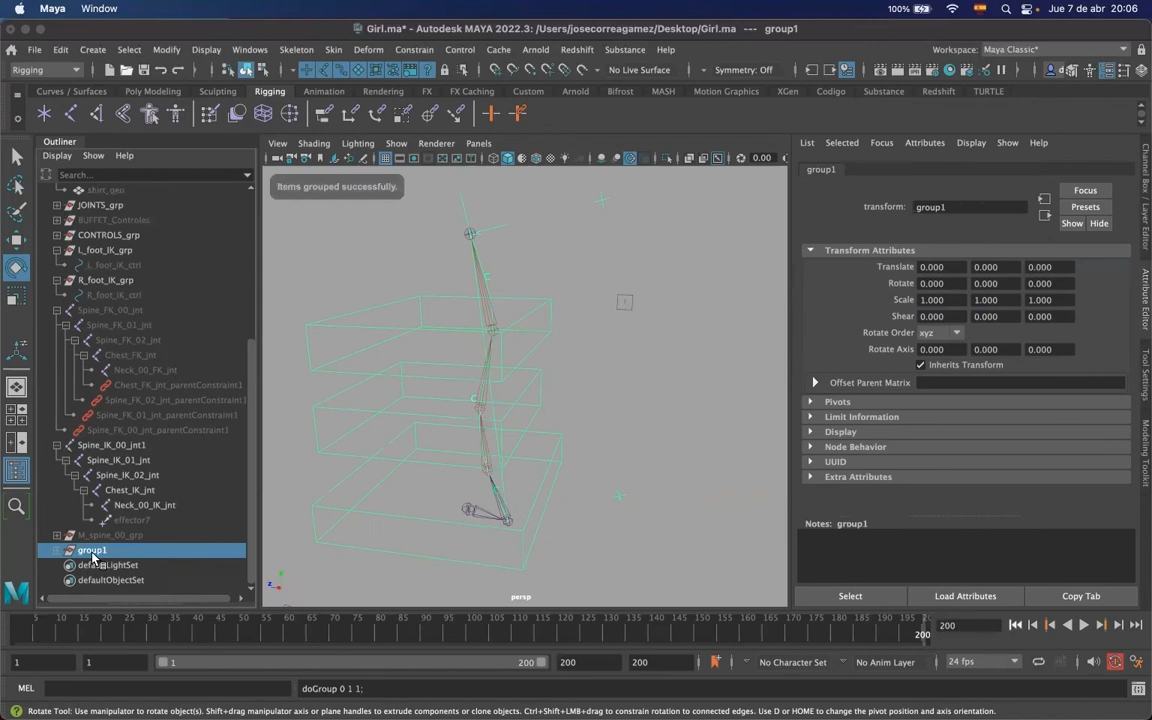 Maya Window 100% Jue 7 de abr 20:06
Girl.ma* - Autodesk MAYA 2022.3: /Users/josecorreagamez/Desktop/Girl.ma --- group1
File Edit Create Select Modify Display Windows Skeleton Skin Deform Constrain Control Cache Arnold Redshift Substance Help Workspace: Maya Classic*
Rigging No Live Surface Symmetry: Off
Curves / Surfaces Poly Modeling Sculpting Rigging Animation Rendering FX FX Caching Custom Arnold Bifrost MASH Motion Graphics XGen Codigo Substance Redshift TURTLE
Outliner
Display Show Help
Search...
shirt_geo
JOINTS_grp
BUFFET_Controles
CONTROLS_grp
L_foot_IK_grp
L_foot_IK_ctrl
R_foot_IK_grp
R_foot_IK_ctrl
Spine_FK_00_jnt
Spine_FK_01_jnt
Spine_FK_02_jnt
Chest_FK_jnt
Neck_00_FK_jnt
Chest_FK_jnt_parentConstraint1
Spine_FK_02_jnt_parentConstraint1
Spine_FK_01_jnt_parentConstraint1
Spine_FK_00_jnt_parentConstraint1
Spine_IK_00_jnt1
Spine_IK_01_jnt
Spine_IK_02_jnt
Chest_IK_jnt
Neck_00_IK_jnt
effector7
M_spine_00_grp
group1
defaultObjectSet
View Shading Lighting Show Renderer Panels
0.00
Items grouped successfully.
persp
List Selected Focus Attributes Display Show Help
group1
Focus
transform: group1 Presets
Show Hide
Transform Attributes
Translate 0.000 0.000 0.000
Rotate 0.000 0.000 0.000
Scale 1.000 1.000 1.000
Shear 0.000 0.000 0.000
Rotate Order xyz
Rotate Axis 0.000 0.000 0.000
Inherits Transform
Offset Parent Matrix
Pivots
Limit Information
Display
Node Behavior
UUID
Extra Attributes
Notes: group1
Select Load Attributes Copy Tab
Channel Box / Layer Editor
Attribute Editor
Tool Settings
Modeling Toolkit
5 10 15 20 25 30 35 40 45 50 55 60 65 70 75 80 85 90 95 100 105 110 115 120 125 130 135 140 145 150 155 160 165 170 175 180 185 190 195
200 200
1 1 1 200 200 200 No Character Set No Anim Layer 24 fps
MEL doGroup 0 1 1;
Rotate Tool: Use manipulator to rotate object(s). Shift+drag manipulator axis or plane handles to extrude components or clone objects. Use Ctrl+Shift+LMB+drag to constrain rotation to connected edges. Use D or HOME to change the pivot position and axis orientation.